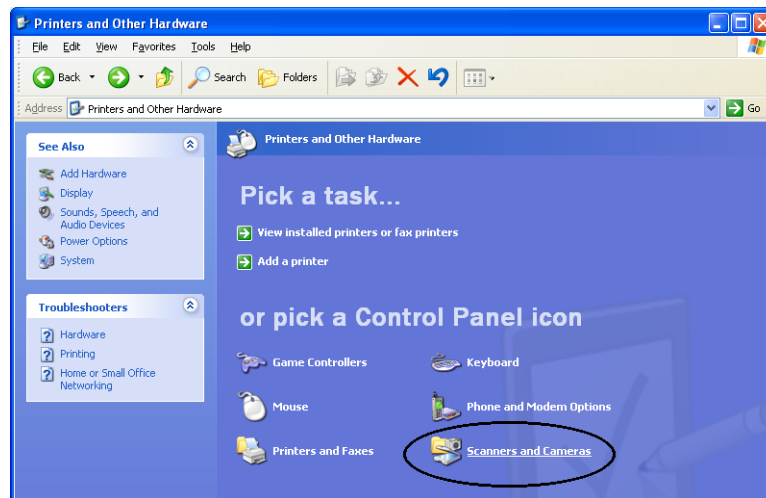 Printers and Other Hardware
File Edit View Favorites Tools Help
Back Search Folders
Address Printers and Other Hardware Go
See Also
Add Hardware
Display
Sounds, Speech, and
Audio Devices
Power Options
System
Troubleshooters
Hardware
Printing
Home or Small Office
Networking
Printers and Other Hardware
Pick a task...
View installed printers or fax printers
Add a printer
or pick a Control Panel icon
Game Controllers Keyboard
Mouse Phone and Modem Options
Printers and Faxes Scanners and Cameras